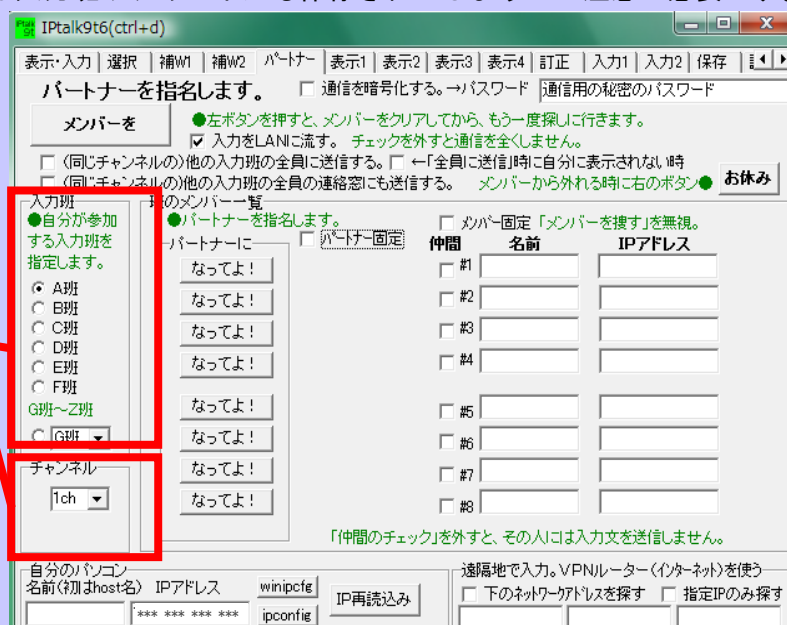 IPtalk9t6(ctrl+d)
表示・入力 選択 補W1 補W2 パートナー 表示1 表示2 表示3 表示4 訂正 入力1 入力2 保存
パートナーを指名します。 通信を暗号化する。→パスワード 通信用の秘密のパスワード
メンバーを ●左ボタンを押すと、メンバーをクリアしてから、もう一度探しに行きます。
入力をLANに流す。 チェックを外すと通信を全くしません。
(同じチャンネルの)他の入力班の全員に送信する。 ←「全員に送信」時に自分に表示されない時
(同じチャンネルの)他の入力班の全員の連絡窓にも送信する。 メンバーから外れる時に右のボタン● お休み
入力班 班のメンバー一覧
●自分が参加する入力班を指定します。
●パートナーを指名します。 メンバー固定 「メンバーを捜す」を無視。
パートナーに パートナー固定 仲間 名前 IPアドレス
A班
B班
C班
D班
E班
F班
G班～Z班
G班
なってよ! #1
なってよ! #2
なってよ! #3
なってよ! #4
なってよ! #5
なってよ! #6
なってよ! #7
なってよ! #8
チャンネル
1ch
「仲間のチェック」を外すと、その人には入力文を送信しません。
自分のパソコン 遠隔地で入力。VPNルーター(インターネット)を使う
名前(初はhost名) IPアドレス winipcfg IP再読込み 下のネットワークアドレスを探す 指定IPのみ探す
*** *** *** *** ipconfig